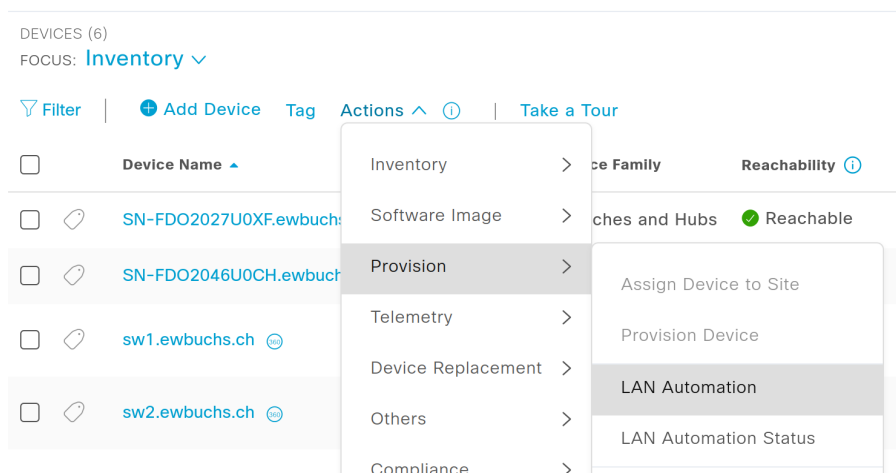 DEVICES (6)
FOCUS: Inventory
Filter | Add Device Tag Actions | Take a Tour
Device Name ce Family Reachability
SN-FDO2027U0XF.ewbuchs ches and Hubs Reachable
SN-FDO2046U0CH.ewbuch
sw1.ewbuchs.ch 360
sw2.ewbuchs.ch 360
Inventory
Software Image
Provision
Telemetry
Device Replacement
Others
Compliance
Assign Device to Site
Provision Device
LAN Automation
LAN Automation Status